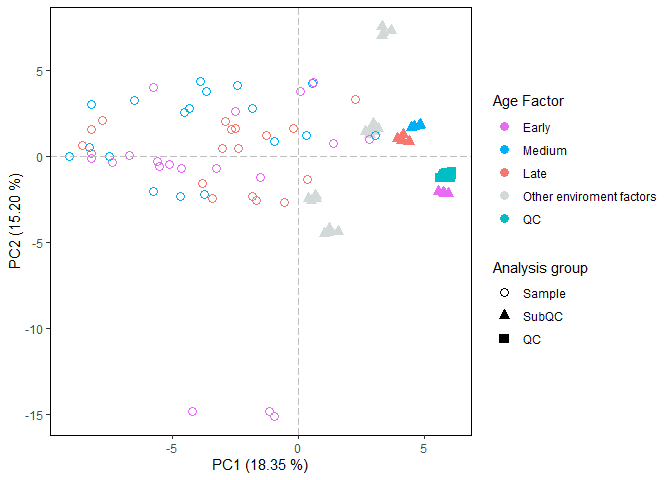 5
0
-5
-10
-15
-5
0
5
PC1 (18.35 %)
PC2 (15.20 %)
Age Factor
Early
Medium
Late
Other enviroment factors
QC
Analysis group
Sample
SubQC
QC